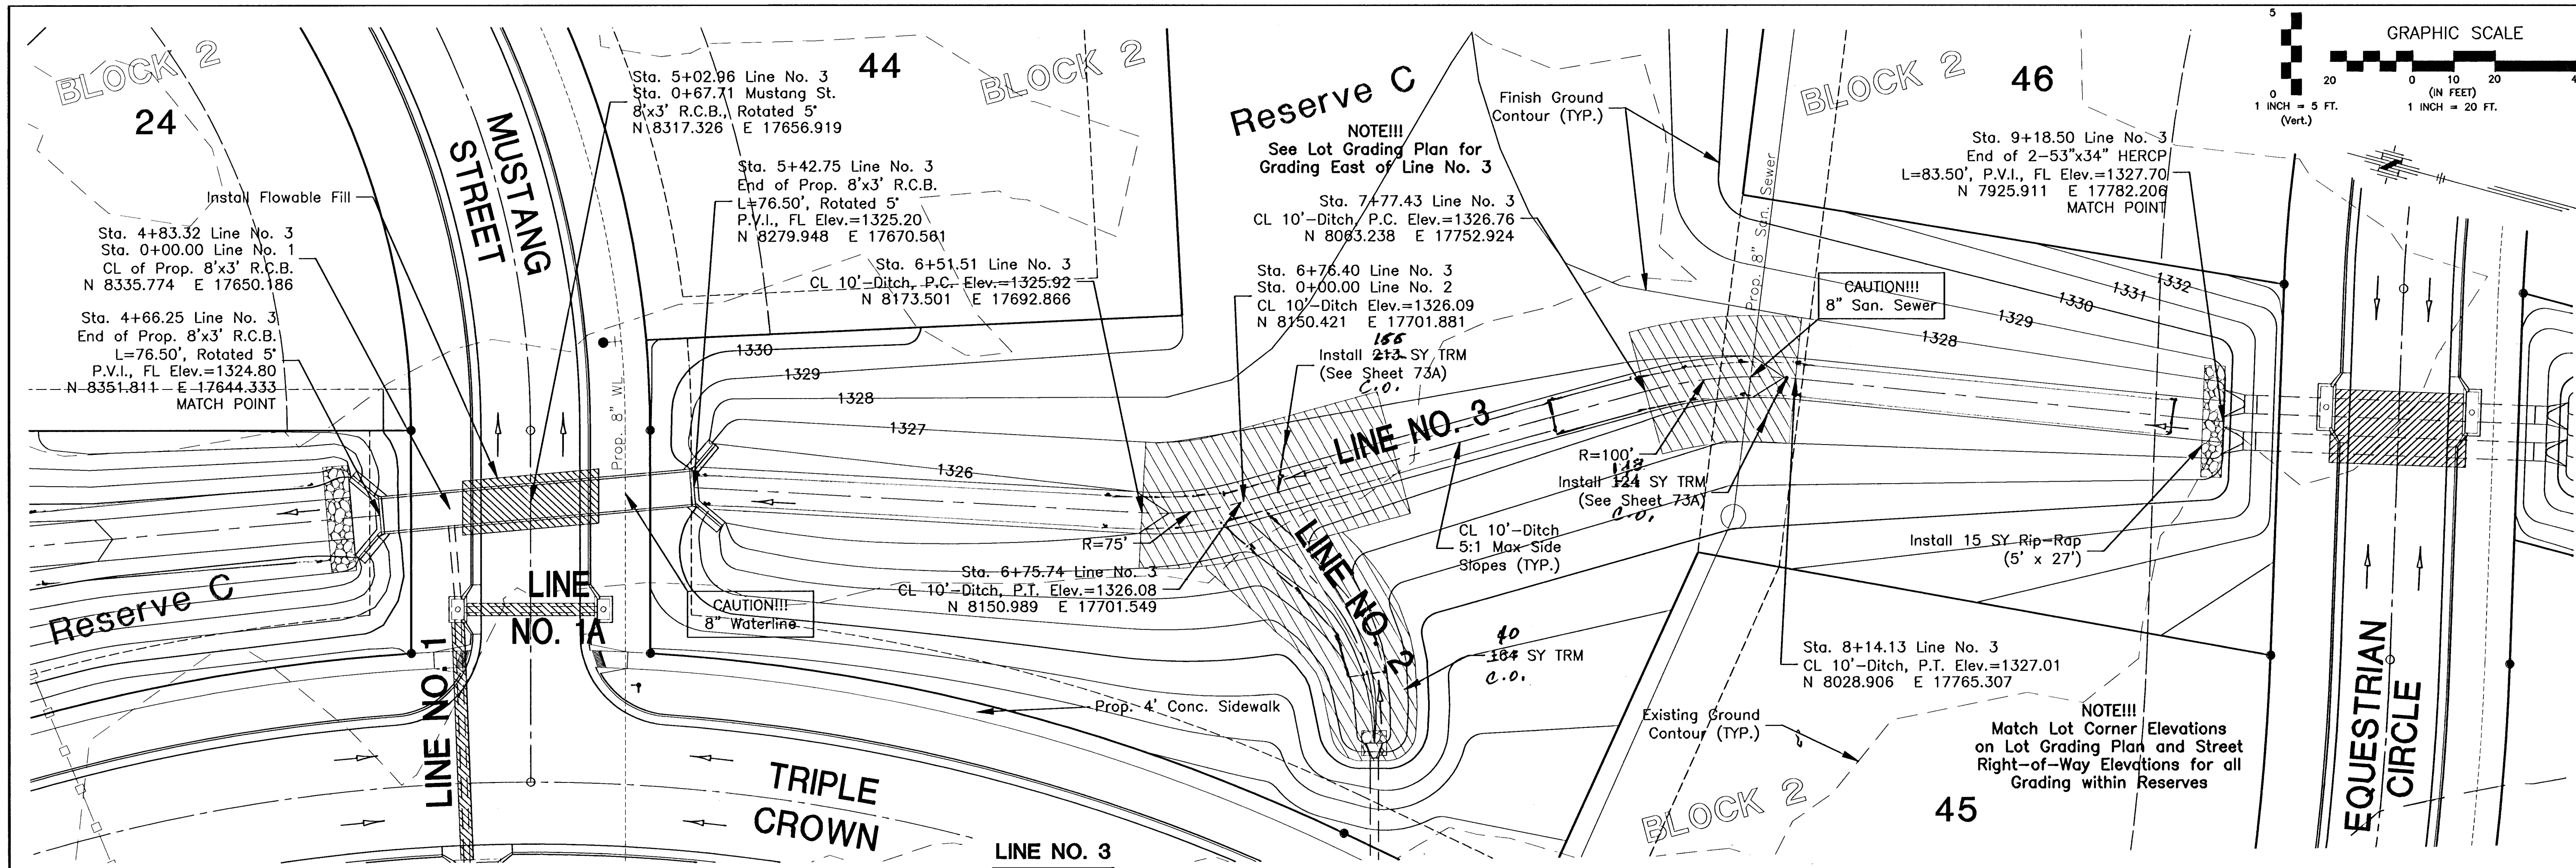 BLOCK 2
24
MUSTANG
STREET
Sta. 5+02.96 Line No. 3
Sta. 0+67.71 Mustang St.
8'x3' R.C.B., Rotated 5°
N 8317.326 E 17656.919
44
BLOCK 2
Sta. 5+42.75 Line No. 3
End of Prop. 8'x3' R.C.B.
L=76.50', Rotated 5°
P.V.I., FL Elev.=1325.20
N 8279.948 E 17670.561
Install Flowable Fill
Sta. 4+83.32 Line No. 3
Sta. 0+00.00 Line No. 1
CL of Prop. 8'x3' R.C.B.
N 8335.774 E 17650.186
Sta. 4+66.25 Line No. 3
End of Prop. 8'x3' R.C.B.
L=76.50', Rotated 5°
P.V.I., FL Elev.=1324.80
N 8351.811 E 17644.333
MATCH POINT
Sta. 6+51.51 Line No. 3
CL 10'-Ditch, P.C. Elev.=1325.92
N 8173.501 E 17692.866
Reserve C
NOTE!!!
See Lot Grading Plan for
Grading East of Line No. 3
Sta. 7+77.43 Line No. 3
CL 10'-Ditch, P.C. Elev.=1326.76
N 8063.238 E 17752.924
Sta. 6+76.40 Line No. 3
Sta. 0+00.00 Line No. 2
CL 10'-Ditch Elev.=1326.09
N 8150.421 E 17701.881
Install 213 SY TRM
(See Sheet 73A)
C.O.
Finish Ground
Contour (TYP.)
BLOCK 2
46
Prop. 8" San. Sewer
Sta. 9+18.50 Line No. 3
End of 2-53"x34" HERCP
L=83.50', P.V.I., FL Elev.=1327.70
N 7925.911 E 17782.206
MATCH POINT
5
0
1 INCH = 5 FT.
(Vert.)
GRAPHIC SCALE
20 0 10 20
(IN FEET)
1 INCH = 20 FT.
CAUTION!!!
8" San. Sewer
1332
1331
1330
1329
1328
1330
1329
1328
1327
1326
Prop. 8" WL
LINE NO. 3
R=100'
Install 124 SY TRM
(See Sheet 73A)
C.O.
R=75'
CL 10'-Ditch
5:1 Max Side
Slopes (TYP.)
LINE NO. 2
Sta. 6+75.74 Line No. 3
CL 10'-Ditch, P.T. Elev.=1326.08
N 8150.989 E 17701.549
CAUTION!!!
8" Waterline
Install 15 SY Rip-Rap
(5' x 27')
Reserve C
LINE
NO. 1A
LINE NO. 1
40
164 SY TRM
C.O.
Sta. 8+14.13 Line No. 3
CL 10'-Ditch, P.T. Elev.=1327.01
N 8028.906 E 17765.307
Prop. 4' Conc. Sidewalk
Existing Ground
Contour (TYP.)
NOTE!!!
Match Lot Corner Elevations
on Lot Grading Plan and Street
Right-of-Way Elevations for all
Grading within Reserves
TRIPLE
CROWN
BLOCK 2
45
EQUESTRIAN
CIRCLE
LINE NO. 3